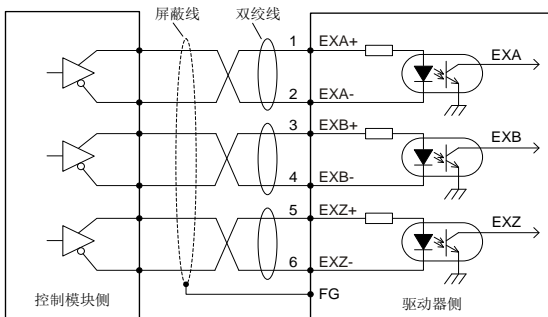 屏蔽线 双绞线
1 EXA+
EXA
2 EXA-
3 EXB+
EXB
4 EXB-
5 EXZ+
EXZ
6 EXZ-
FG
控制模块侧
驱动器侧